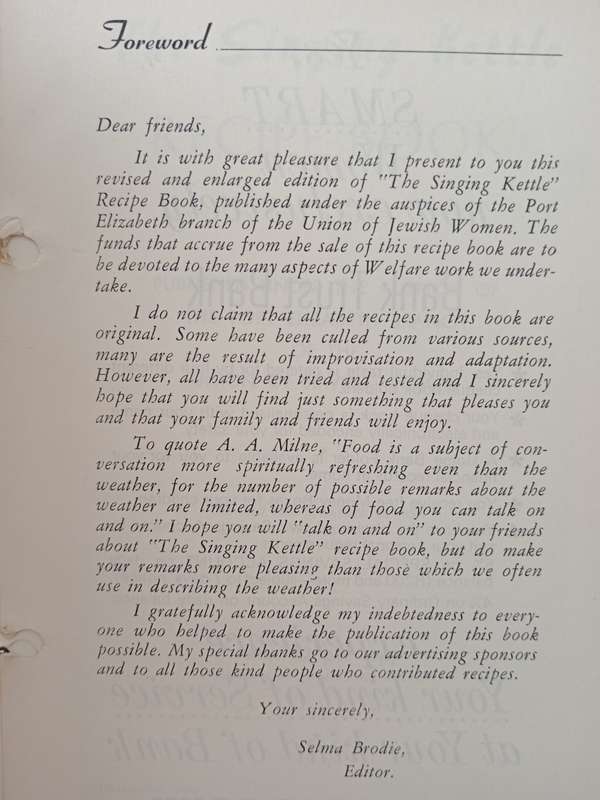 Foreword
Dear friends,
It is with great pleasure that I present to you this
revised and enlarged edition of "The Singing Kettle"
Recipe Book, published under the auspices of the Port
Elizabeth branch of the Union of Jewish Women. The
funds that accrue from the sale of this recipe book are to
be devoted to the many aspects of Welfare work we under-
take.
I do not claim that all the recipes in this book are
original. Some have been culled from various sources,
many are the result of improvisation and adaptation.
However, all have been tried and tested and I sincerely
hope that you will find just something that pleases you
and that your family and friends will enjoy.
To quote A. A. Milne, "Food is a subject of con-
versation more spiritually refreshing even than the
weather, for the number of possible remarks about the
weather are limited, whereas of food you can talk on
and on." I hope you will "talk on and on" to your friends
about "The Singing Kettle" recipe book, but do make
your remarks more pleasing than those which we often
use in describing the weather!
I gratefully acknowledge my indebtedness to every-
one who helped to make the publication of this book
possible. My special thanks go to our advertising sponsors
and to all those kind people who contributed recipes.
Your sincerely,
Selma Brodie,
Editor.